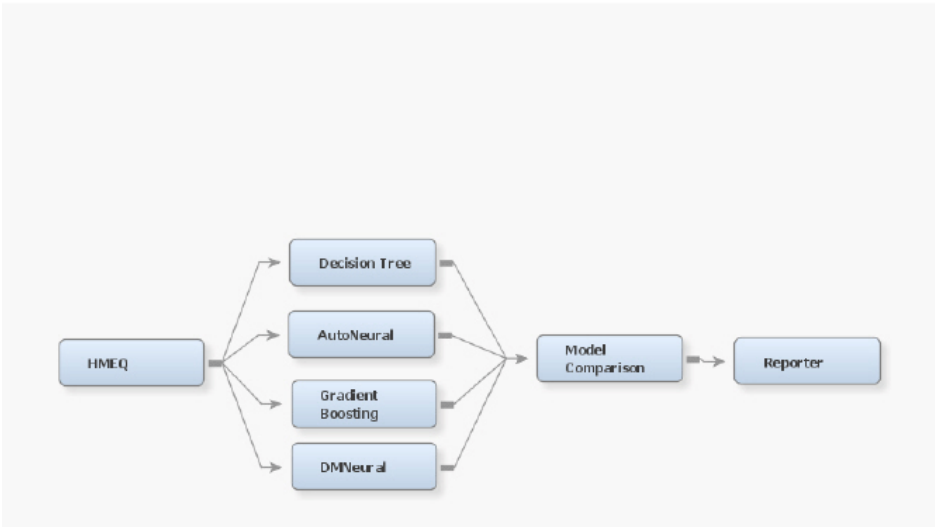 Decision Tree
AutoNeural
HMEQ
Model
Comparison
Reporter
Gradient
Boosting
DMNeural